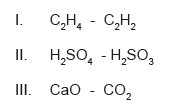 I. C₂H₄ - C₂H₂
II. H₂SO₄ - H₂SO₃
III. CaO - CO₂